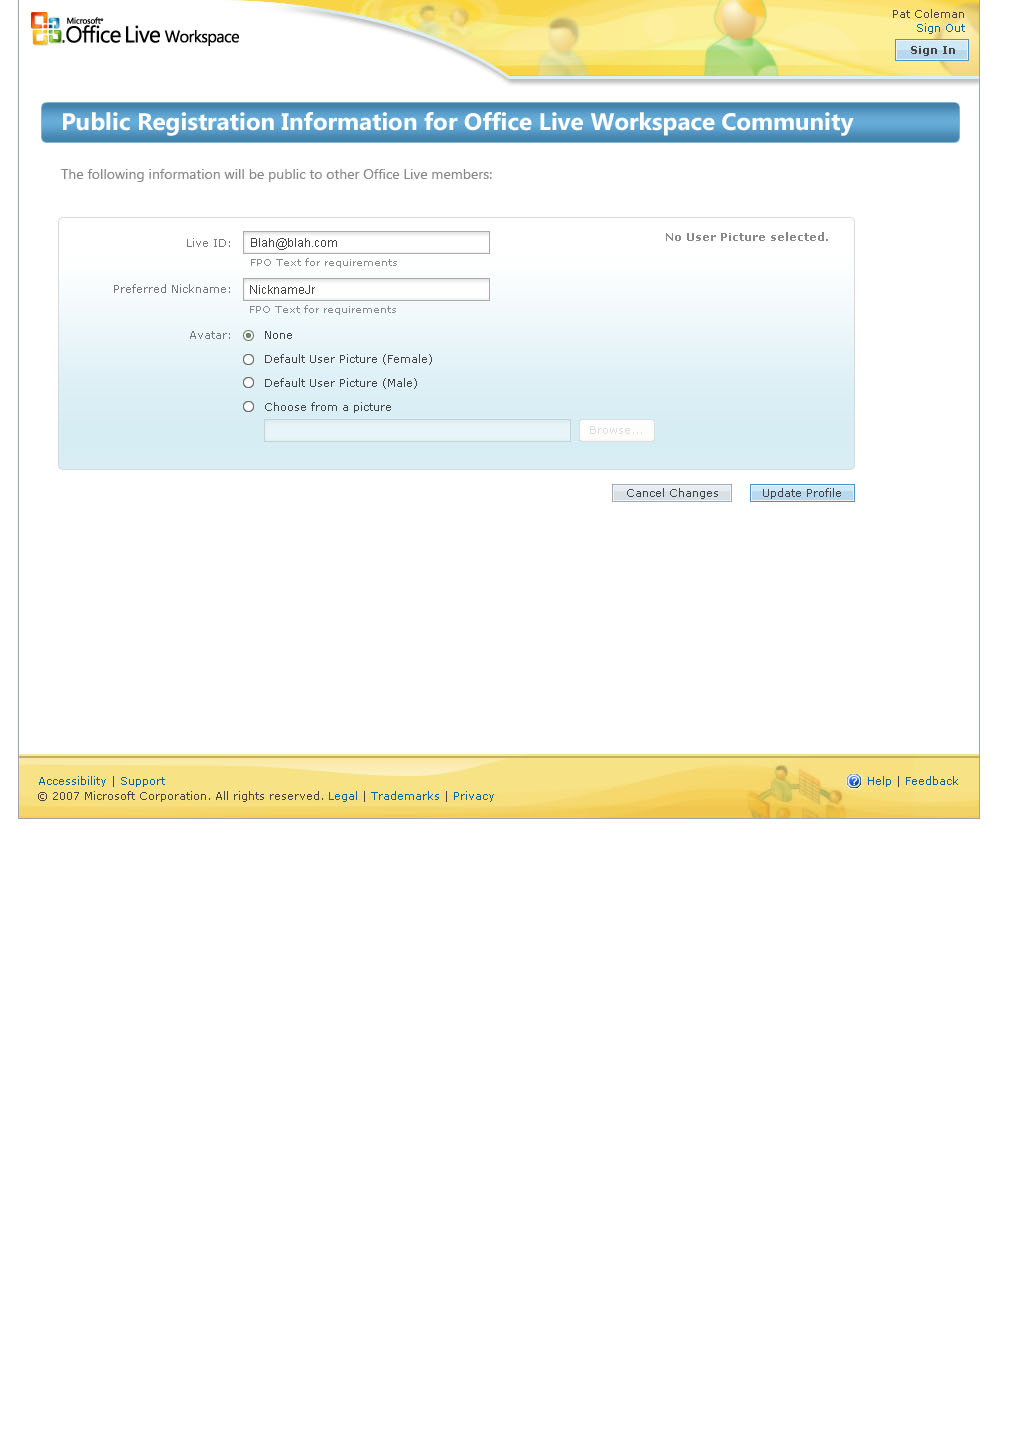 Microsoft®
Office Live Workspace
Pat Coleman
Sign Out
Sign In
Public Registration Information for Office Live Workspace Community
The following information will be public to other Office Live members:
Live ID: Blah@blah.com
No User Picture selected.
FPO Text for requirements
Preferred Nickname: NicknameJr
FPO Text for requirements
Avatar: None
Default User Picture (Female)
Default User Picture (Male)
Choose from a picture
Browse...
Cancel Changes Update Profile
Accessibility | Support
? Help | Feedback
© 2007 Microsoft Corporation. All rights reserved. Legal | Trademarks | Privacy